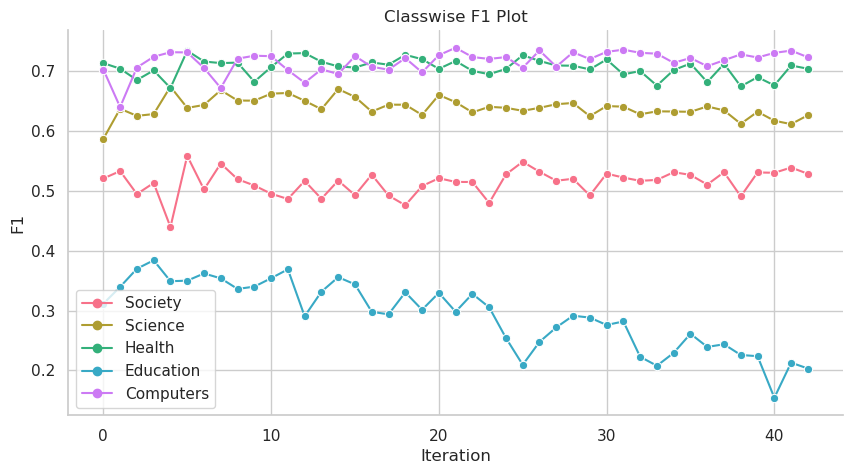 Classwise F1 Plot
F1
0.7
0.6
0.5
0.4
0.3
0.2
Society
Science
Health
Education
Computers
0 10 20 30 40
Iteration